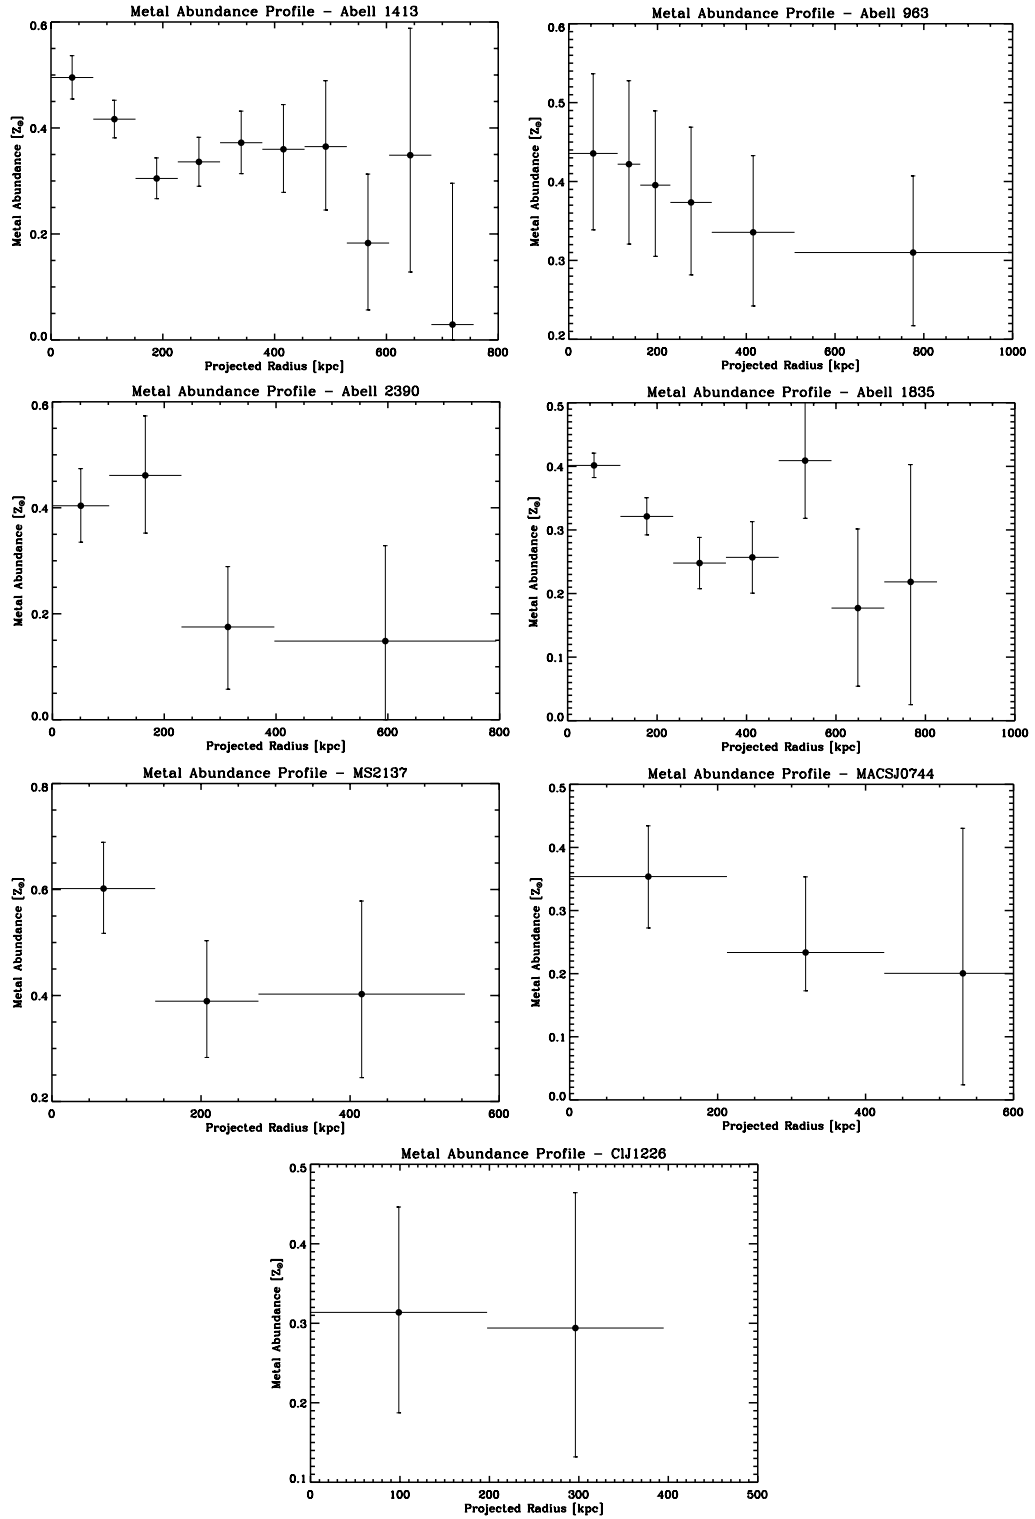 Metal Abundance Profile – Abell 1413
0.6
0.4
0.2
0.0
Metal Abundance [Z⊙]
0 200 400 600 800
Projected Radius [kpc]
Metal Abundance Profile – Abell 963
0.6
0.5
0.4
0.3
0.2
Metal Abundance [Z⊙]
0 200 400 600 800 1000
Projected Radius [kpc]
Metal Abundance Profile – Abell 2390
0.6
0.4
0.2
0.0
Metal Abundance [Z⊙]
0 200 400 600 800
Projected Radius [kpc]
Metal Abundance Profile – Abell 1835
0.5
0.4
0.3
0.2
0.1
0.0
Metal Abundance [Z⊙]
0 200 400 600 800 1000
Projected Radius [kpc]
Metal Abundance Profile – MS2137
0.8
0.6
0.4
0.2
Metal Abundance [Z⊙]
0 200 400 600
Projected Radius [kpc]
Metal Abundance Profile – MACSJ0744
0.5
0.4
0.3
0.2
0.1
0.0
Metal Abundance [Z⊙]
0 200 400 600
Projected Radius [kpc]
Metal Abundance Profile – ClJ1226
0.5
0.4
0.3
0.2
0.1
Metal Abundance [Z⊙]
0 100 200 300 400 500
Projected Radius [kpc]